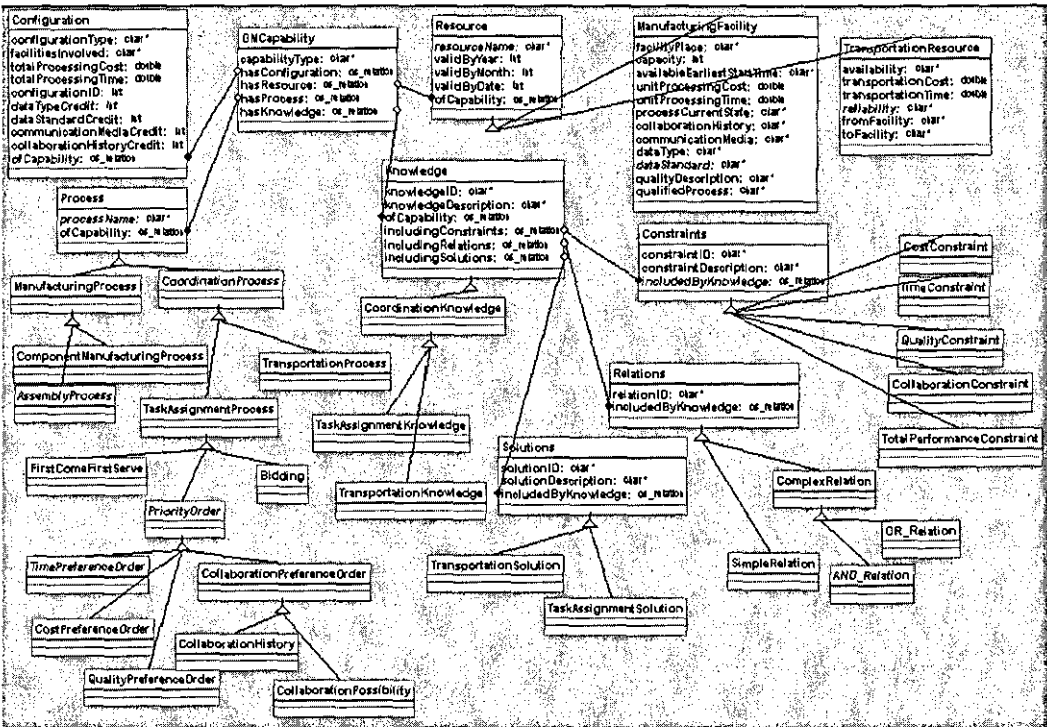 Configuration
configurationType: char*
facilitiesInvolved: char*
totalProcessingCost: double
totalProcessingTime: double
configurationID: int
dataTypeCredit: int
dataStandardCredit: int
communicationMediaCredit: int
collaborationHistoryCredit: int
ofCapability: os_relation
GMCapability
capabilityType: char*
hasConfiguration: os_relation
hasResource: os_relation
hasProcess: os_relation
hasKnowledge: os_relation
Resource
resourceName: char*
validByYear: int
validByMonth: int
validByDate: int
ofCapability: os_relation
ManufacturingFacility
facilityPlace: char*
capacity: int
availableEarliestStartTime: char*
unitProcessingCost: double
unitProcessingTime: double
processCurrentState: char*
collaborationHistory: char*
communicationMedia: char*
dataType: char*
dataStandard: char*
qualityDescription: char*
qualifiedProcess: char*
TransportationResource
availability: char*
transportationCost: double
transportationTime: double
reliability: char*
fromFacility: char*
toFacility: char*
Process
processName: char*
ofCapability: os_relation
Knowledge
knowledgeID: char*
knowledgeDescription: char*
ofCapability: os_relation
includingConstraints: os_relation
includingRelations: os_relation
includingSolutions: os_relation
Constraints
constraintID: char*
constraintDescription: char*
includedByKnowledge: os_relation
CostConstraint
TimeConstraint
QualityConstraint
CollaborationConstraint
TotalPerformanceConstraint
ManufacturingProcess
CoordinationProcess
ComponentManufacturingProcess
AssemblyProcess
TransportationProcess
TaskAssignmentProcess
CoordinationKnowledge
TaskAssignmentKnowledge
TransportationKnowledge
Relations
relationID: char*
includedByKnowledge: os_relation
Solutions
solutionID: char*
solutionDescription: char*
includedByKnowledge: os_relation
FirstComeFirstServe
Bidding
PriorityOrder
ComplexRelation
OR_Relation
SimpleRelation
AND_Relation
TimePreferenceOrder
CollaborationPreferenceOrder
TransportationSolution
TaskAssignmentSolution
CostPreferenceOrder
CollaborationHistory
QualityPreferenceOrder
CollaborationPossibility